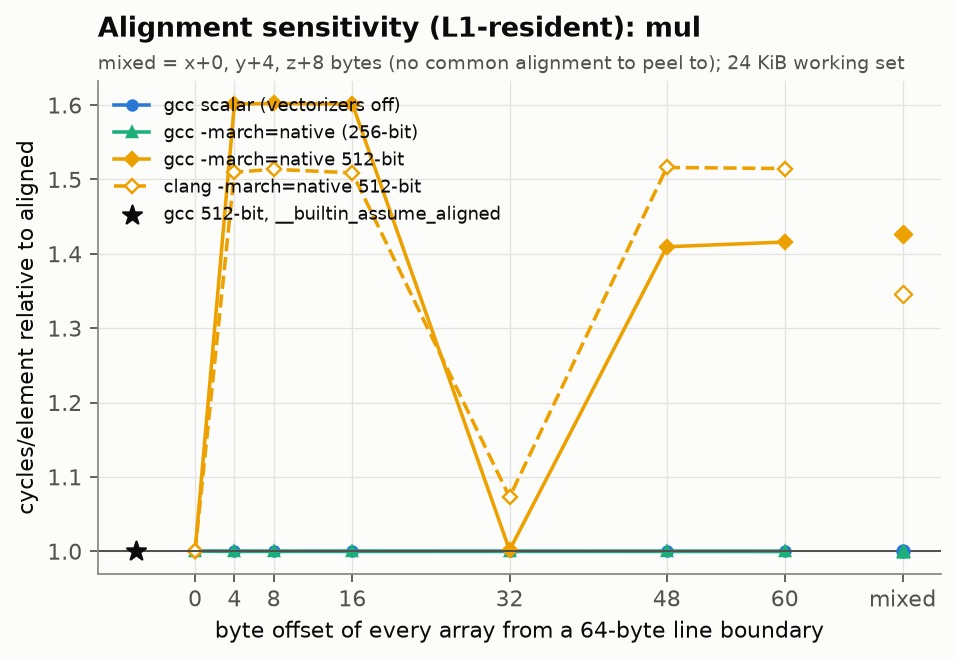 Alignment sensitivity (L1-resident): mul
mixed = x+0, y+4, z+8 bytes (no common alignment to peel to); 24 KiB working set
cycles/element relative to aligned
1.6
1.5
1.4
1.3
1.2
1.1
1.0
gcc scalar (vectorizers off)
gcc -march=native (256-bit)
gcc -march=native 512-bit
clang -march=native 512-bit
gcc 512-bit, __builtin_assume_aligned
0 4 8 16 32 48 60 mixed
byte offset of every array from a 64-byte line boundary